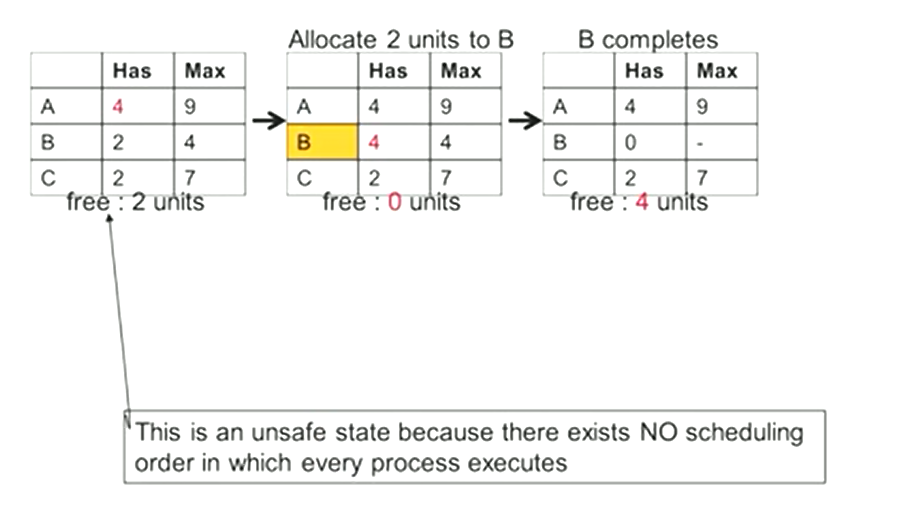 Allocate 2 units to B
B completes
Has Max
A 4 9
B 2 4
C 2 7
free : 2 units
Has Max
A 4 9
B 4 4
C 2 7
free : 0 units
Has Max
A 4 9
B 0 -
C 2 7
free : 4 units
This is an unsafe state because there exists NO scheduling
order in which every process executes